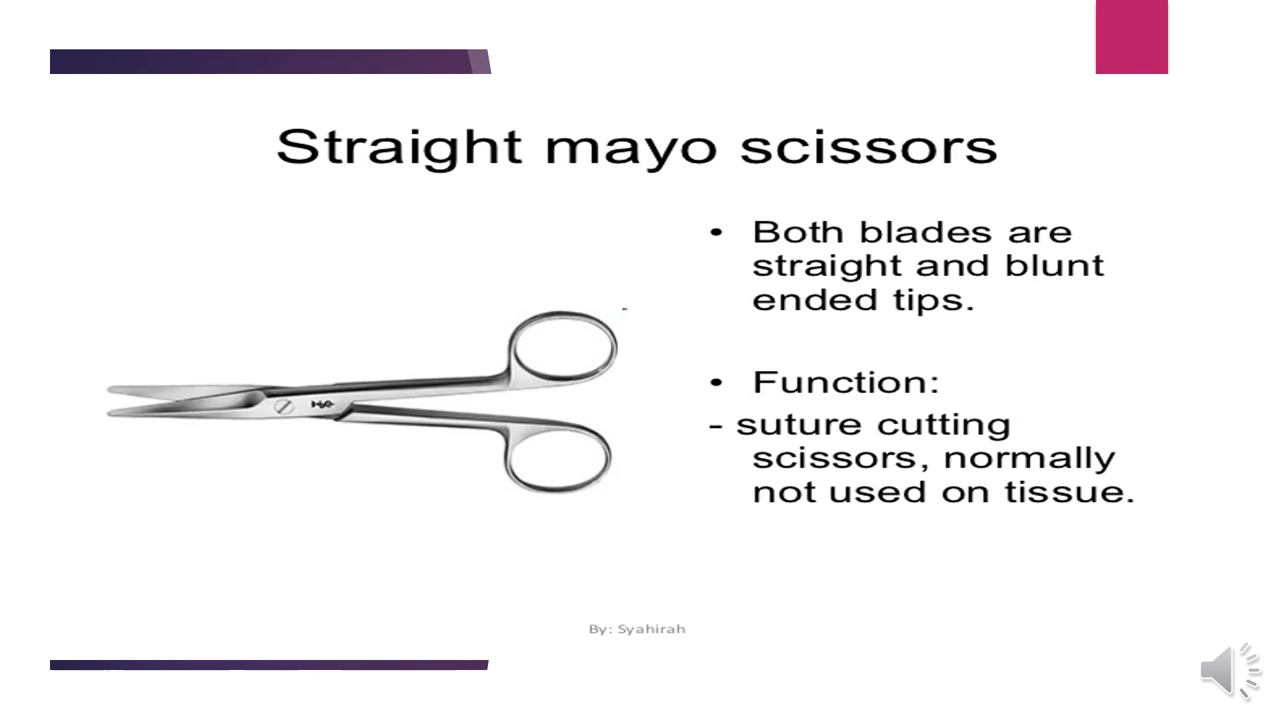 Straight mayo scissors
• Both blades are
straight and blunt
ended tips.
• Function:
- suture cutting
scissors, normally
not used on tissue.
By: Syahirah